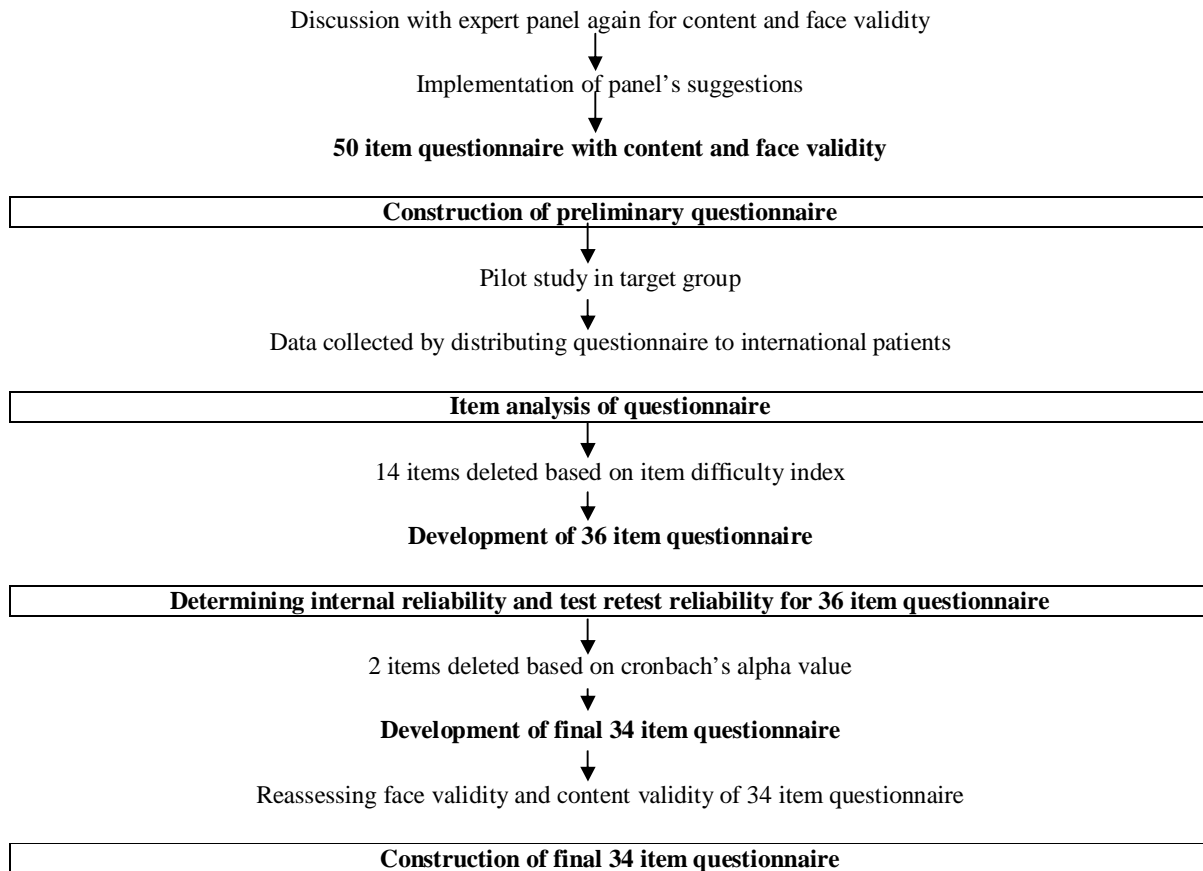 Discussion with expert panel again for content and face validity
Implementation of panel’s suggestions
50 item questionnaire with content and face validity
Construction of preliminary questionnaire
Pilot study in target group
Data collected by distributing questionnaire to international patients
Item analysis of questionnaire
14 items deleted based on item difficulty index
Development of 36 item questionnaire
Determining internal reliability and test retest reliability for 36 item questionnaire
2 items deleted based on cronbach’s alpha value
Development of final 34 item questionnaire
Reassessing face validity and content validity of 34 item questionnaire
Construction of final 34 item questionnaire